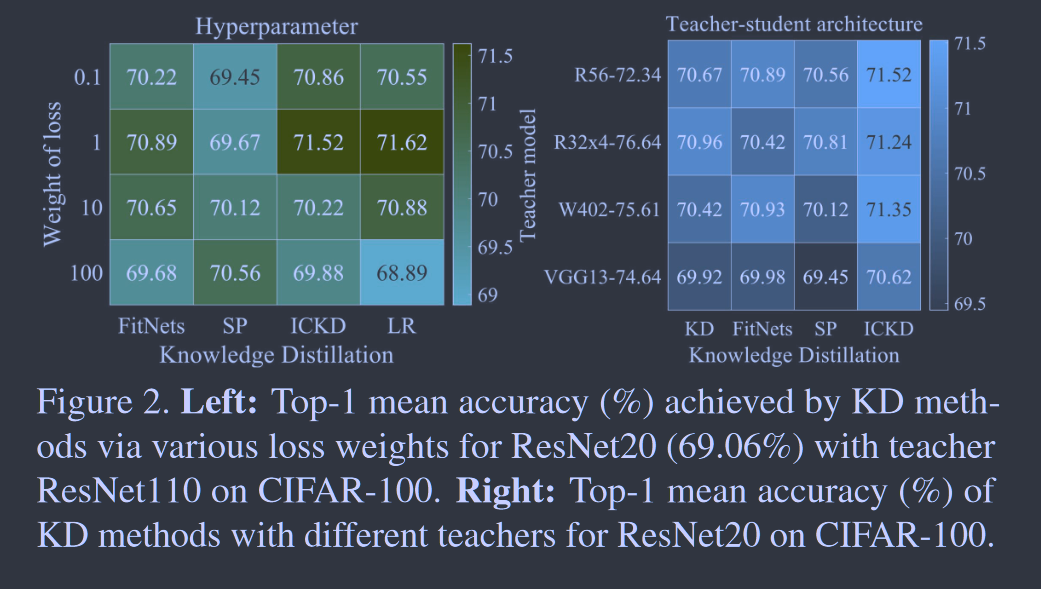 Hyperparameter
Weight of loss
0.1 70.22 69.45 70.86 70.55
1 70.89 69.67 71.52 71.62
10 70.65 70.12 70.22 70.88
100 69.68 70.56 69.88 68.89
FitNets SP ICKD LR
Knowledge Distillation
71.5
71
70.5
70
69.5
69
Teacher-student architecture
Teacher model
R56-72.34 70.67 70.89 70.56 71.52
R32x4-76.64 70.96 70.42 70.81 71.24
W402-75.61 70.42 70.93 70.12 71.35
VGG13-74.64 69.92 69.98 69.45 70.62
KD FitNets SP ICKD
Knowledge Distillation
71.5
71
70.5
70
69.5
Figure 2. Left: Top-1 mean accuracy (%) achieved by KD meth-
ods via various loss weights for ResNet20 (69.06%) with teacher
ResNet110 on CIFAR-100. Right: Top-1 mean accuracy (%) of
KD methods with different teachers for ResNet20 on CIFAR-100.